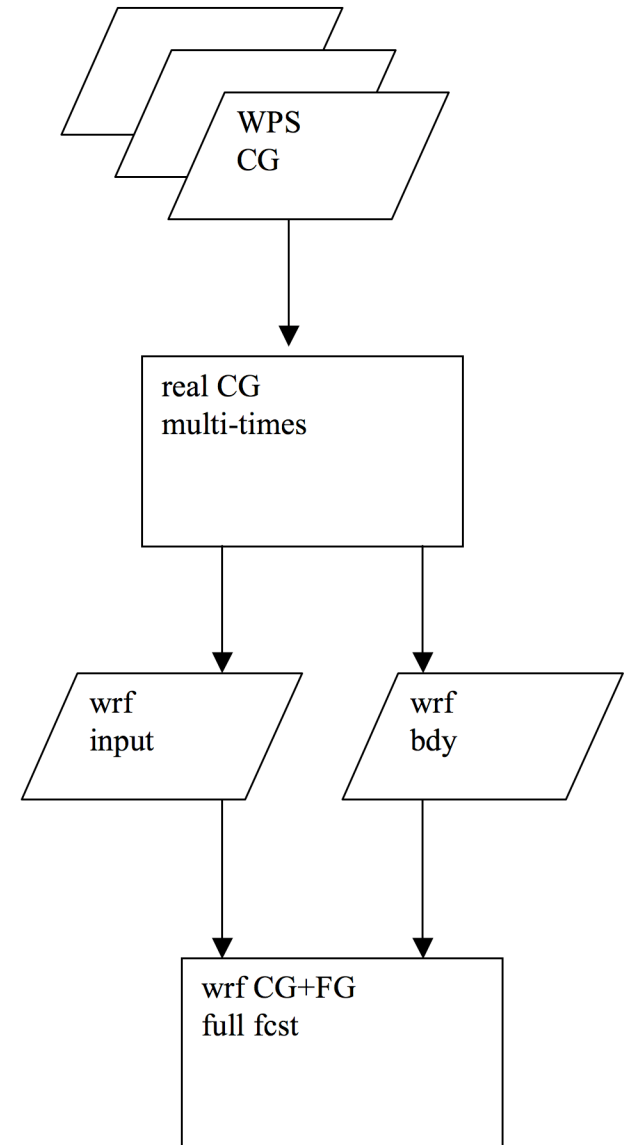 WPS
CG
real CG
multi-times
wrf
input
wrf
bdy
wrf CG+FG
full fcst